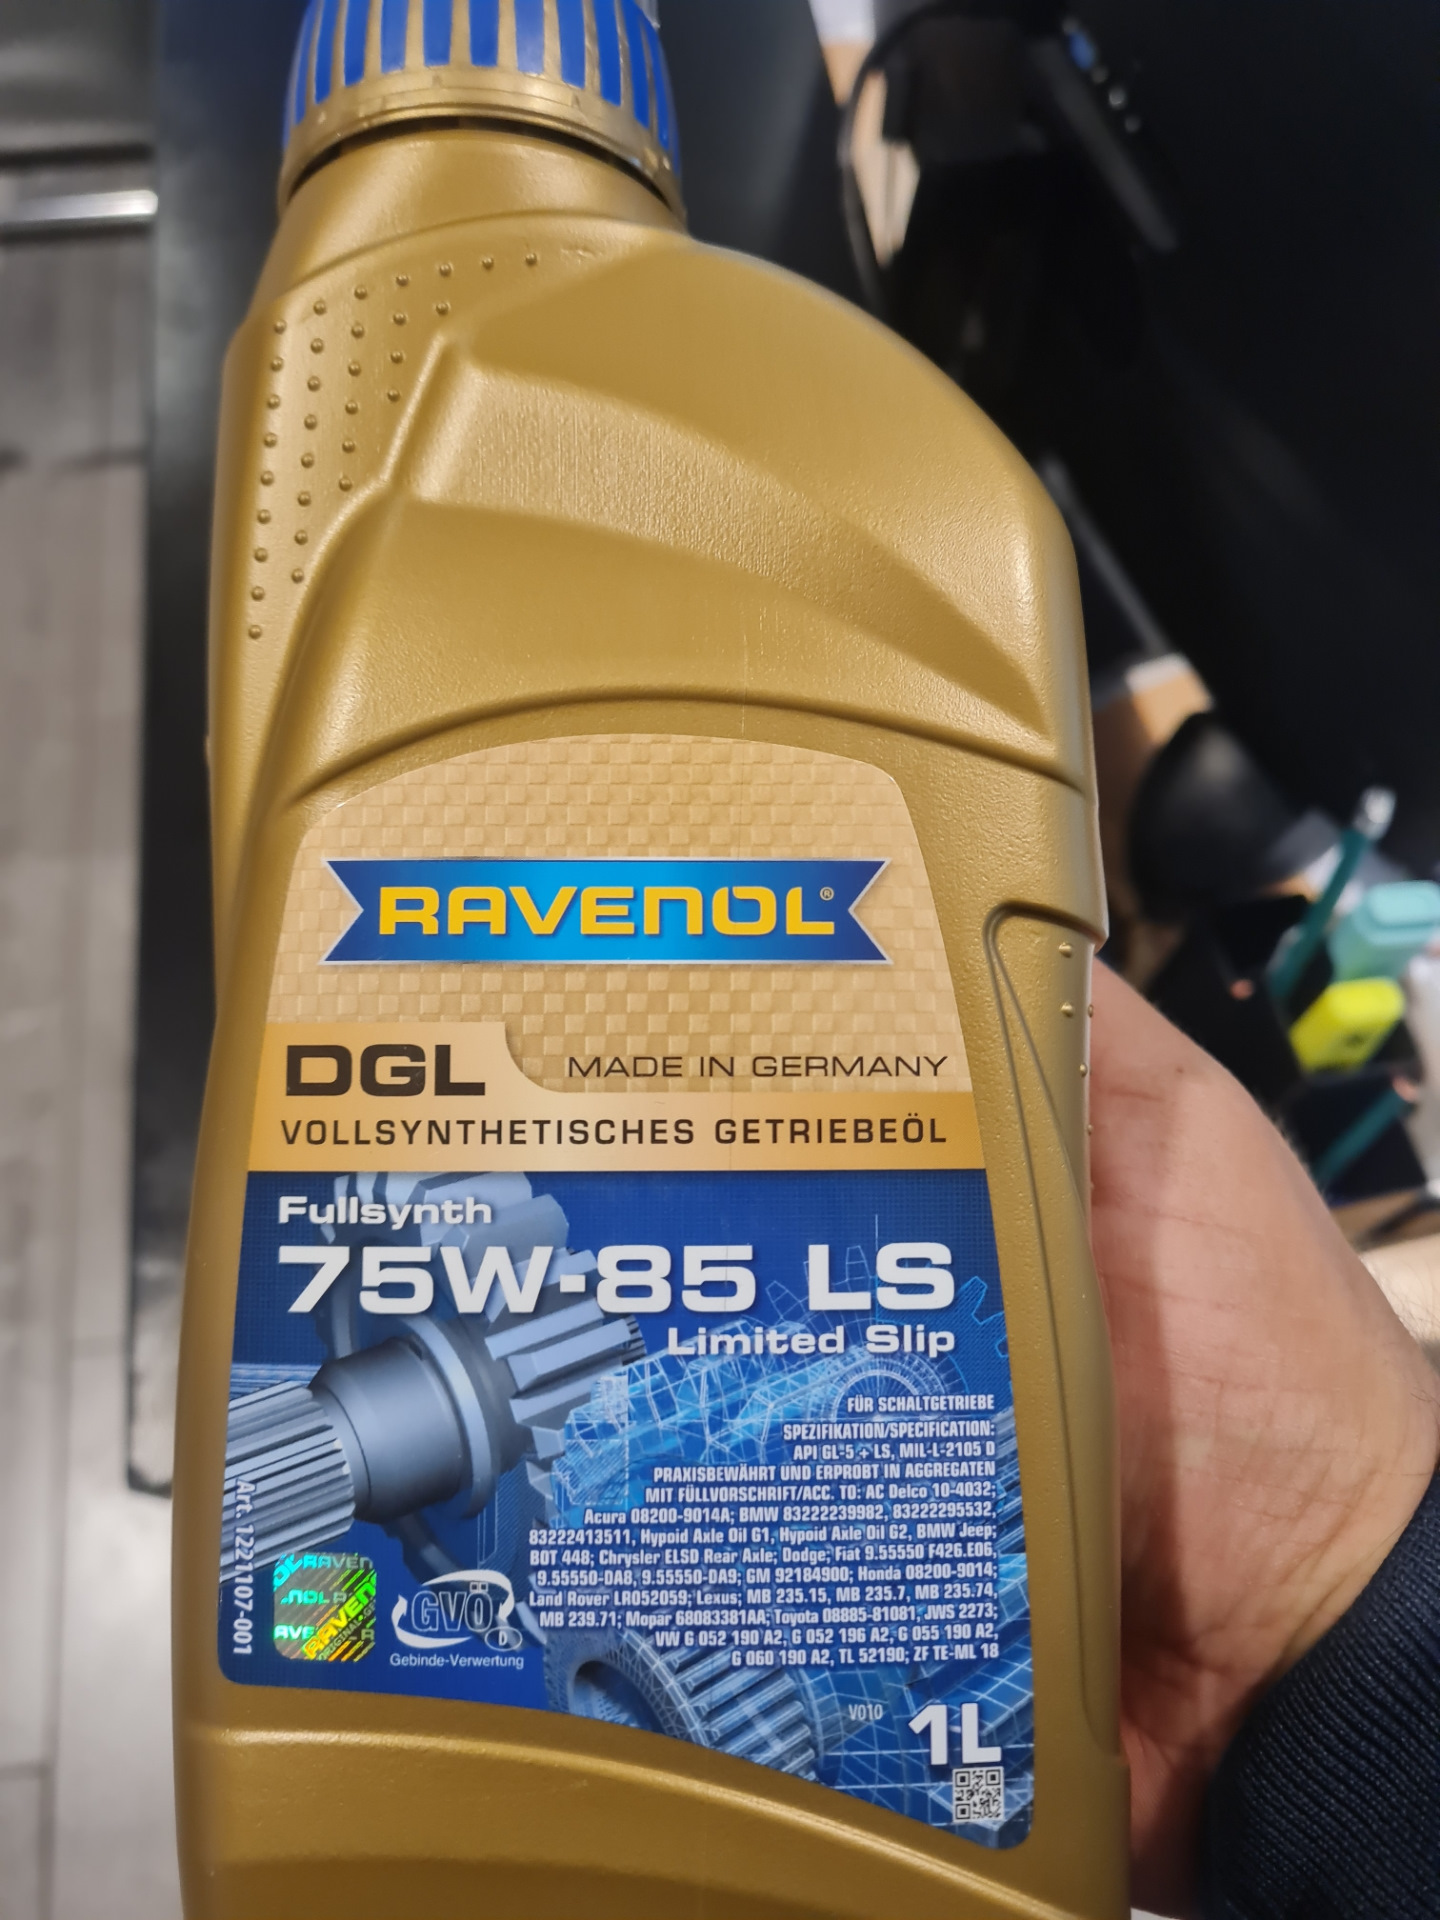 RAVENOL®
DGL
MADE IN GERMANY
VOLLSYNTHETISCHES GETRIEBEÖL
Fullsynth
75W-85 LS
Limited Slip
FÜR SCHALTGETRIEBE
SPEZIFIKATION/SPECIFICATION:
API GL-5 + LS, MIL-L-2105 D
PRAXISBEWÄHRT UND ERPROBT IN AGGREGATEN
MIT FÜLLVORSCHRIFT/ACC. TO: AC Delco 10-4032;
Acura 08200-9014A; BMW 83222239982, 83222295532,
83222413511, Hypoid Axle Oil G1, Hypoid Axle Oil G2, BMW Jeep;
BOT 448; Chrysler ELSD Rear Axle; Dodge; Fiat 9.55550 F426.E06,
9.55550-DA8, 9.55550-DA9; GM 92184900; Honda 08200-9014;
Land Rover LR052059; Lexus; MB 235.15, MB 235.7, MB 235.74,
MB 239.71; Mopar 68083381AA; Toyota 08885-81081, JWS 2273;
VW G 052 190 A2, G 052 196 A2, G 055 190 A2,
G 060 190 A2, TL 52190; ZF TE-ML 18
Art. 1221107-001
RAVEN
GVÖ
D
Gebinde-Verwertung
V010
1L